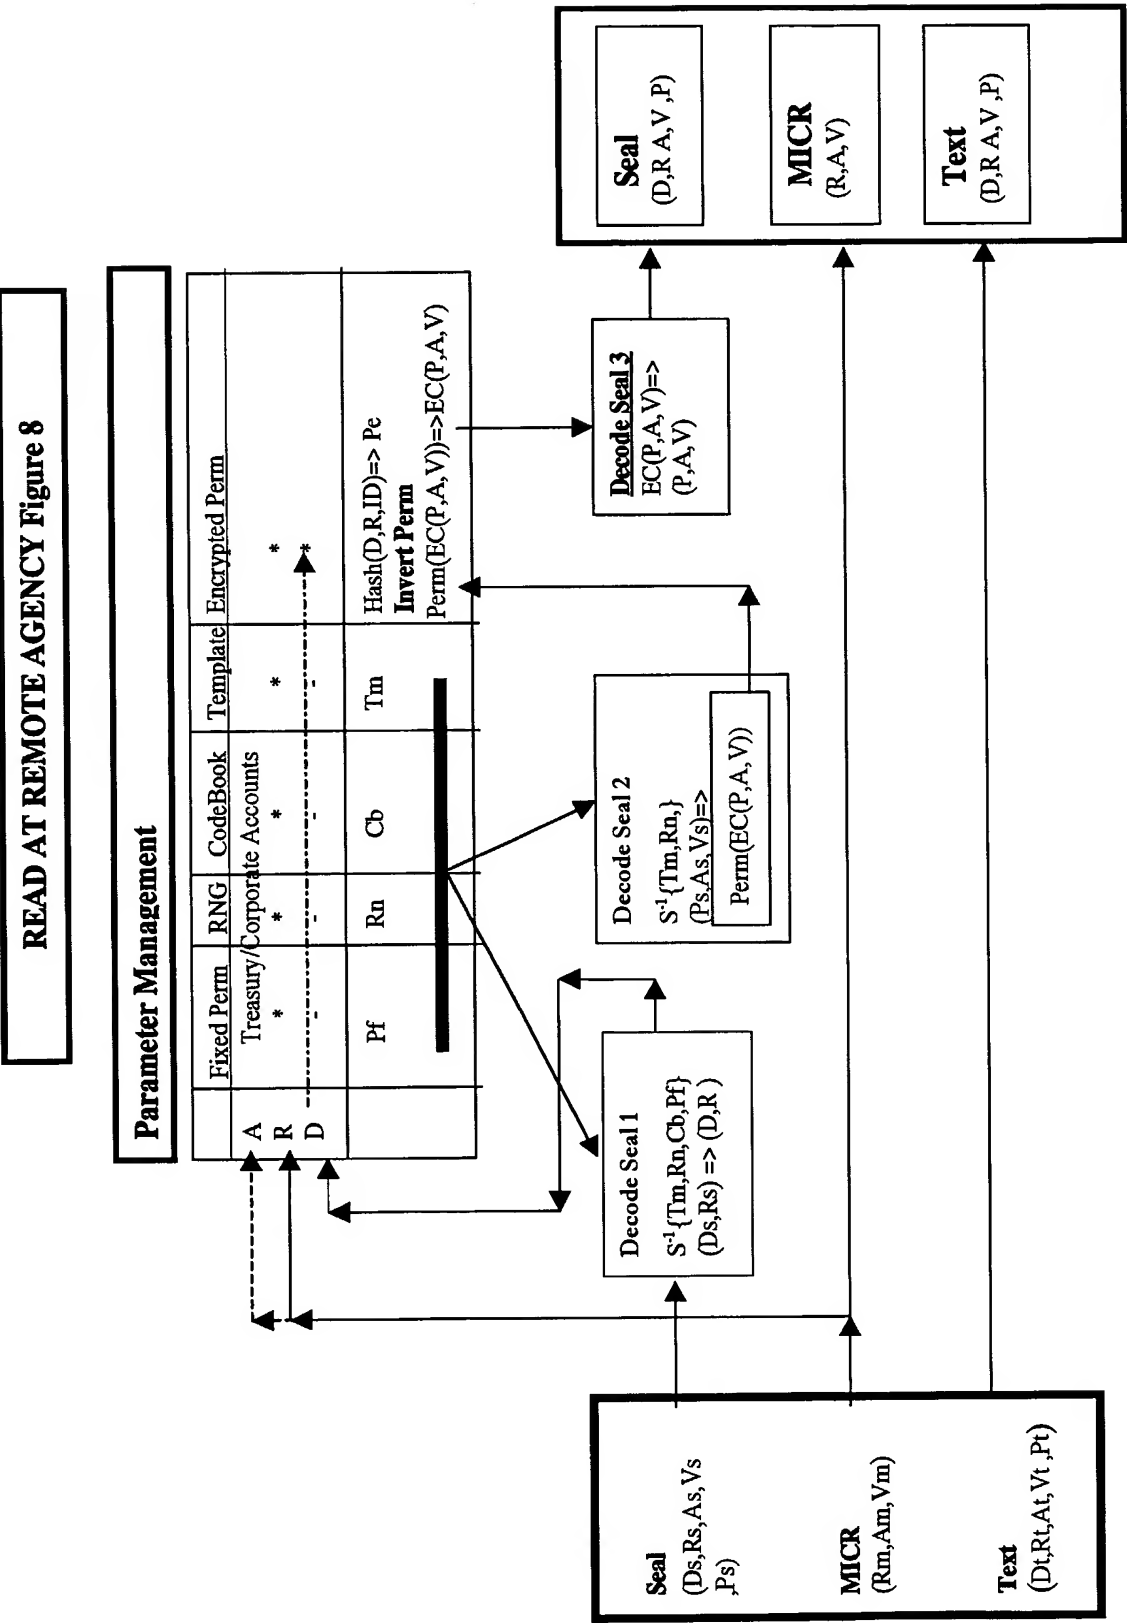 READ AT REMOTE AGENCY Figure 8
Parameter Management
Fixed Perm RNG CodeBook Template Encrypted Perm
Treasury/Corporate Accounts
A
R * * * * *
D - - - - *
Pf Rn Cb Tm
Hash(D,R,ID)=> Pe
Invert Perm
Perm(EC(P,A,V))=>EC(P,A,V)
Decode Seal 1
S⁻¹{Tm,Rn,Cb,Pf}
(Ds,Rs) => (D,R )
Decode Seal 2
S⁻¹{Tm,Rn,}
(Ps,As,Vs)=>
Perm(EC(P,A,V))
Decode Seal 3
EC(P,A,V)=>
(P,A,V)
Seal
(Ds,Rs,As,Vs
,Ps)
MICR
(Rm,Am,Vm)
Text
(Dt,Rt,At,Vt ,Pt)
Seal
(D,R A,V ,P)
MICR
(R,A,V)
Text
(D,R A,V ,P)